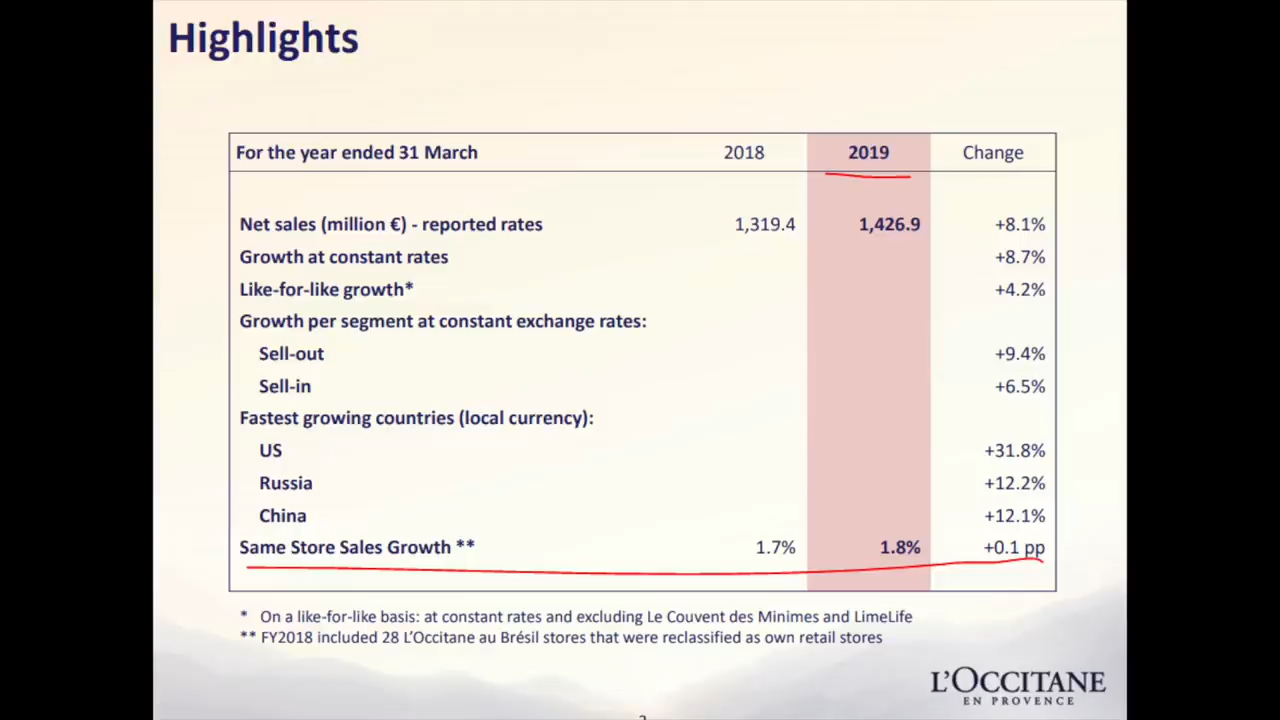 Highlights
For the year ended 31 March 2018 2019 Change
Net sales (million €) - reported rates 1,319.4 1,426.9 +8.1%
Growth at constant rates +8.7%
Like-for-like growth* +4.2%
Growth per segment at constant exchange rates:
Sell-out +9.4%
Sell-in +6.5%
Fastest growing countries (local currency):
US +31.8%
Russia +12.2%
China +12.1%
Same Store Sales Growth ** 1.7% 1.8% +0.1 pp
* On a like-for-like basis: at constant rates and excluding Le Couvent des Minimes and LimeLife
** FY2018 included 28 L'Occitane au Brésil stores that were reclassified as own retail stores
L'OCCITANE
EN PROVENCE